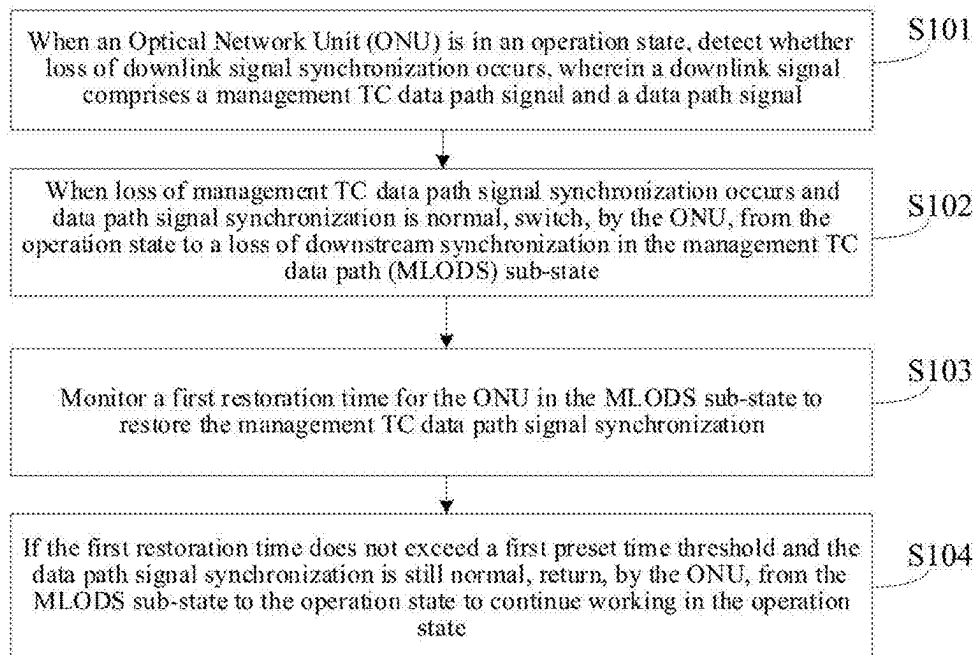 When an Optical Network Unit (ONU) is in an operation state, detect whether
loss of downlink signal synchronization occurs, wherein a downlink signal
comprises a management TC data path signal and a data path signal
S101
When loss of management TC data path signal synchronization occurs and
data path signal synchronization is normal, switch, by the ONU, from the
operation state to a loss of downstream synchronization in the management TC
data path (MLODS) sub-state
S102
Monitor a first restoration time for the ONU in the MLODS sub-state to
restore the management TC data path signal synchronization
S103
If the first restoration time does not exceed a first preset time threshold and the
data path signal synchronization is still normal, return, by the ONU, from the
MLODS sub-state to the operation state to continue working in the operation
state
S104